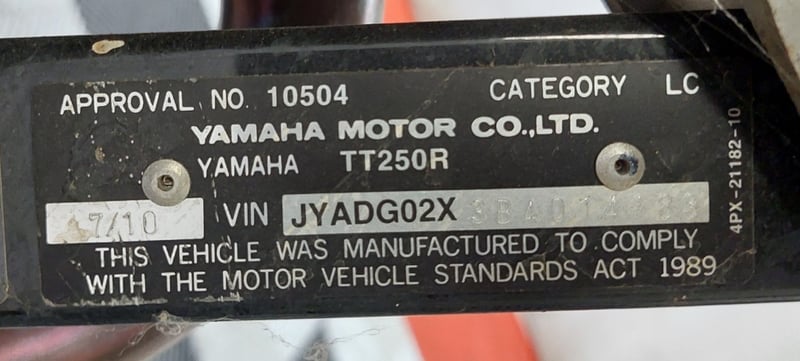 APPROVAL NO. 10504 CATEGORY LC
YAMAHA MOTOR CO.,LTD.
YAMAHA TT250R
7/10 VIN JYADG02X
THIS VEHICLE WAS MANUFACTURED TO COMPLY
WITH THE MOTOR VEHICLE STANDARDS ACT 1989
4PX-21182-10